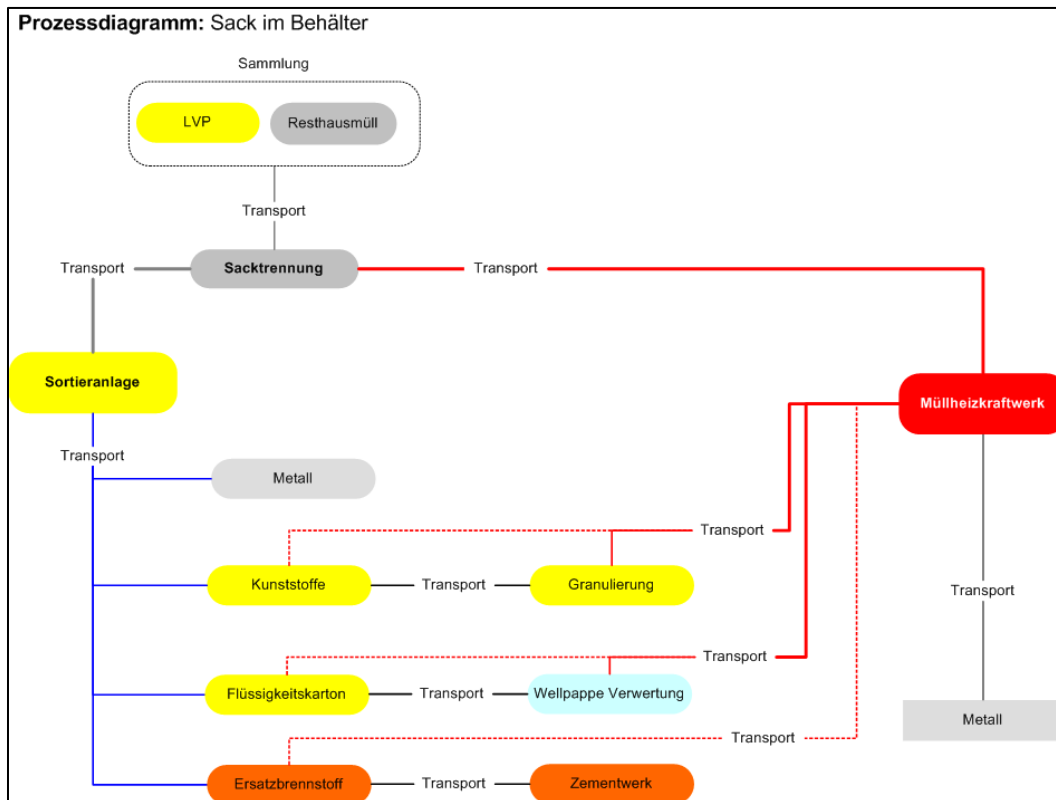 Prozessdiagramm: Sack im Behälter
Sammlung
LVP
Resthausmüll
Transport
Transport
Sacktrennung
Transport
Sortieranlage
Müllheizkraftwerk
Transport
Metall
Transport
Kunststoffe
Transport
Granulierung
Transport
Transport
Flüssigkeitskarton
Transport
Wellpappe Verwertung
Metall
Transport
Ersatzbrennstoff
Transport
Zementwerk